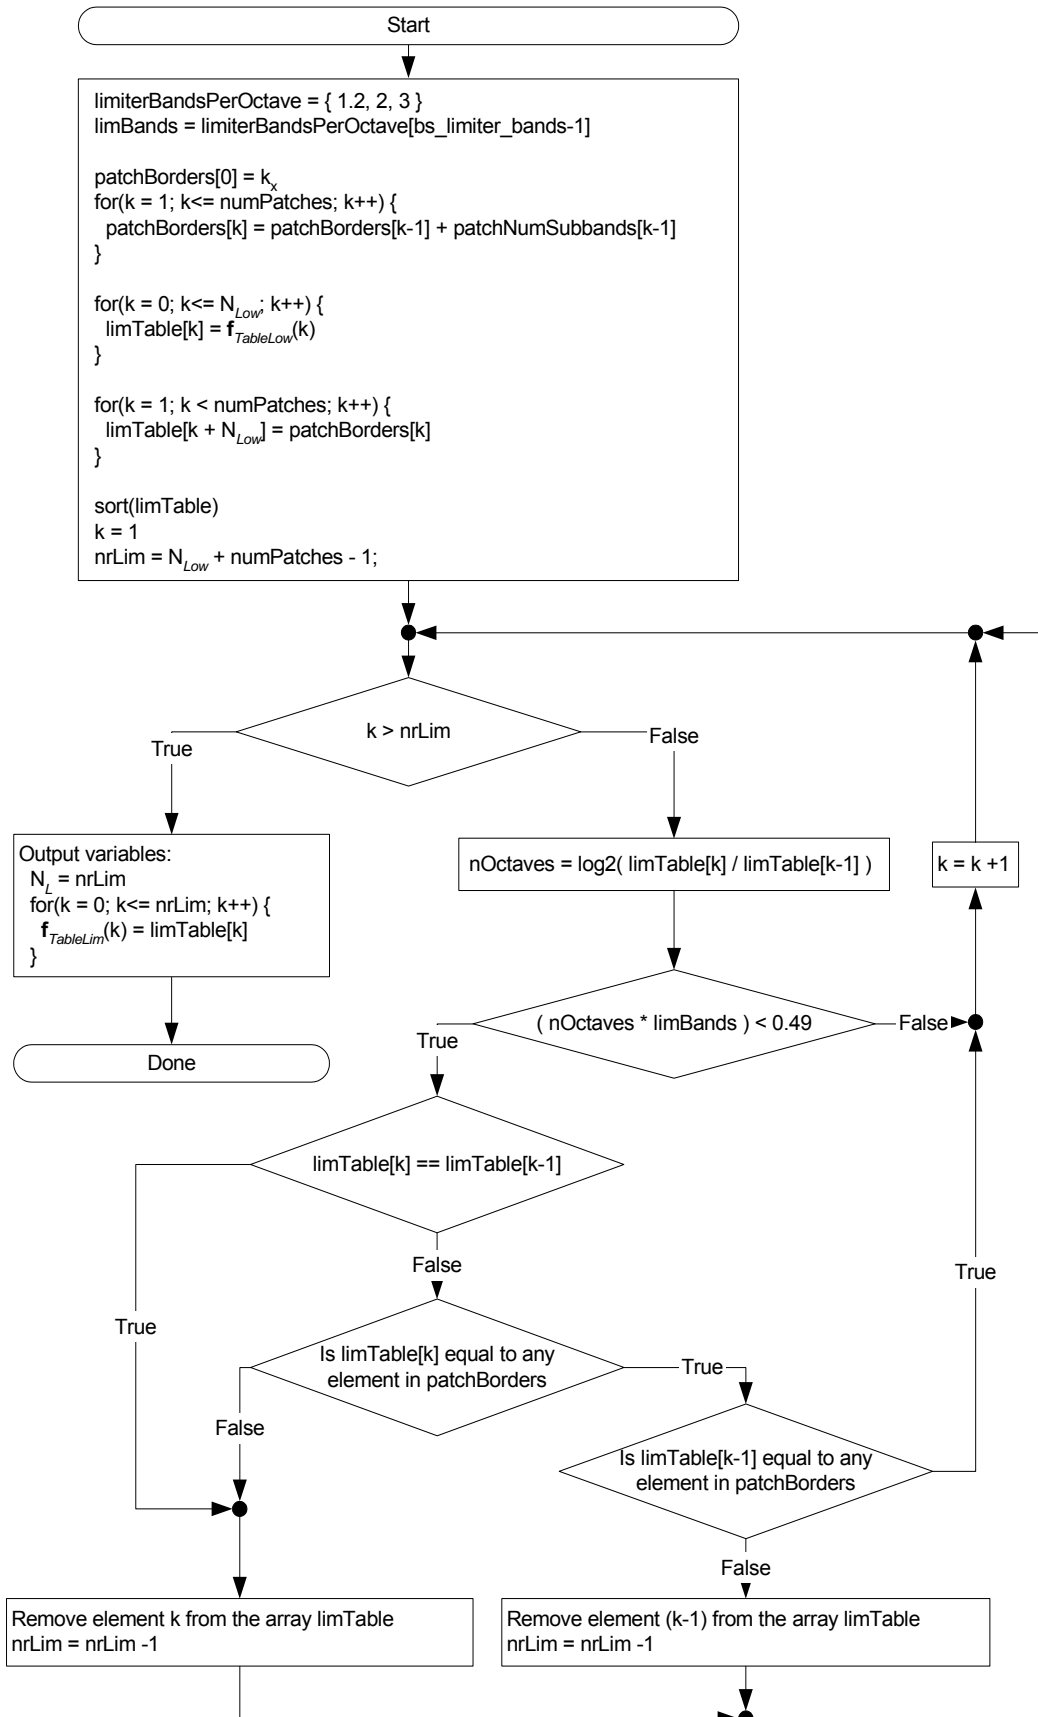 Start
limiterBandsPerOctave = { 1.2, 2, 3 }
limBands = limiterBandsPerOctave[bs_limiter_bands-1]
patchBorders[0] = kx
for(k = 1; k<= numPatches; k++) {
patchBorders[k] = patchBorders[k-1] + patchNumSubbands[k-1]
}
for(k = 0; k<= NLow; k++) {
limTable[k] = fTableLow(k)
}
for(k = 1; k < numPatches; k++) {
limTable[k + NLow] = patchBorders[k]
}
sort(limTable)
k = 1
nrLim = NLow + numPatches - 1;
k > nrLim
True
False
Output variables:
NL = nrLim
for(k = 0; k<= nrLim; k++) {
fTableLim(k) = limTable[k]
}
nOctaves = log2( limTable[k] / limTable[k-1] )
k = k +1
( nOctaves * limBands ) < 0.49
False
True
Done
limTable[k] == limTable[k-1]
False
True
True
Is limTable[k] equal to any
element in patchBorders
True
False
Is limTable[k-1] equal to any
element in patchBorders
False
Remove element k from the array limTable
nrLim = nrLim -1
Remove element (k-1) from the array limTable
nrLim = nrLim -1